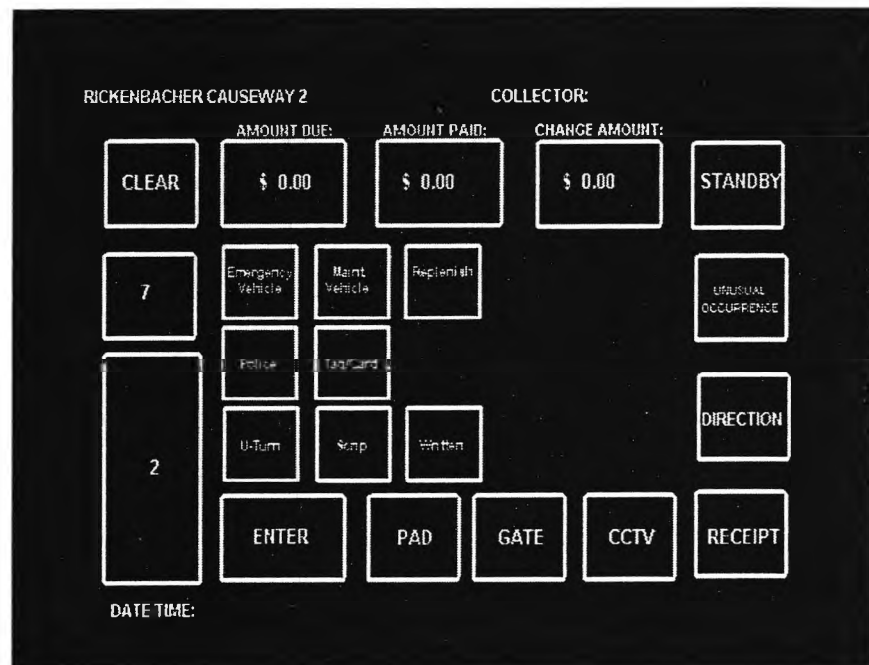 RICKENBACHER CAUSEWAY 2 COLLECTOR:
AMOUNT DUE: AMOUNT PAID: CHANGE AMOUNT:
CLEAR $ 0.00 $ 0.00 $ 0.00 STANDBY
7
Emergency
Vehicle
Maint.
Vehicle
Replenish
UNUSUAL
OCCURRENCE
Police Tag/Card
DIRECTION
2
U-Turn Scrip Written
ENTER PAD GATE CCTV RECEIPT
DATE TIME: